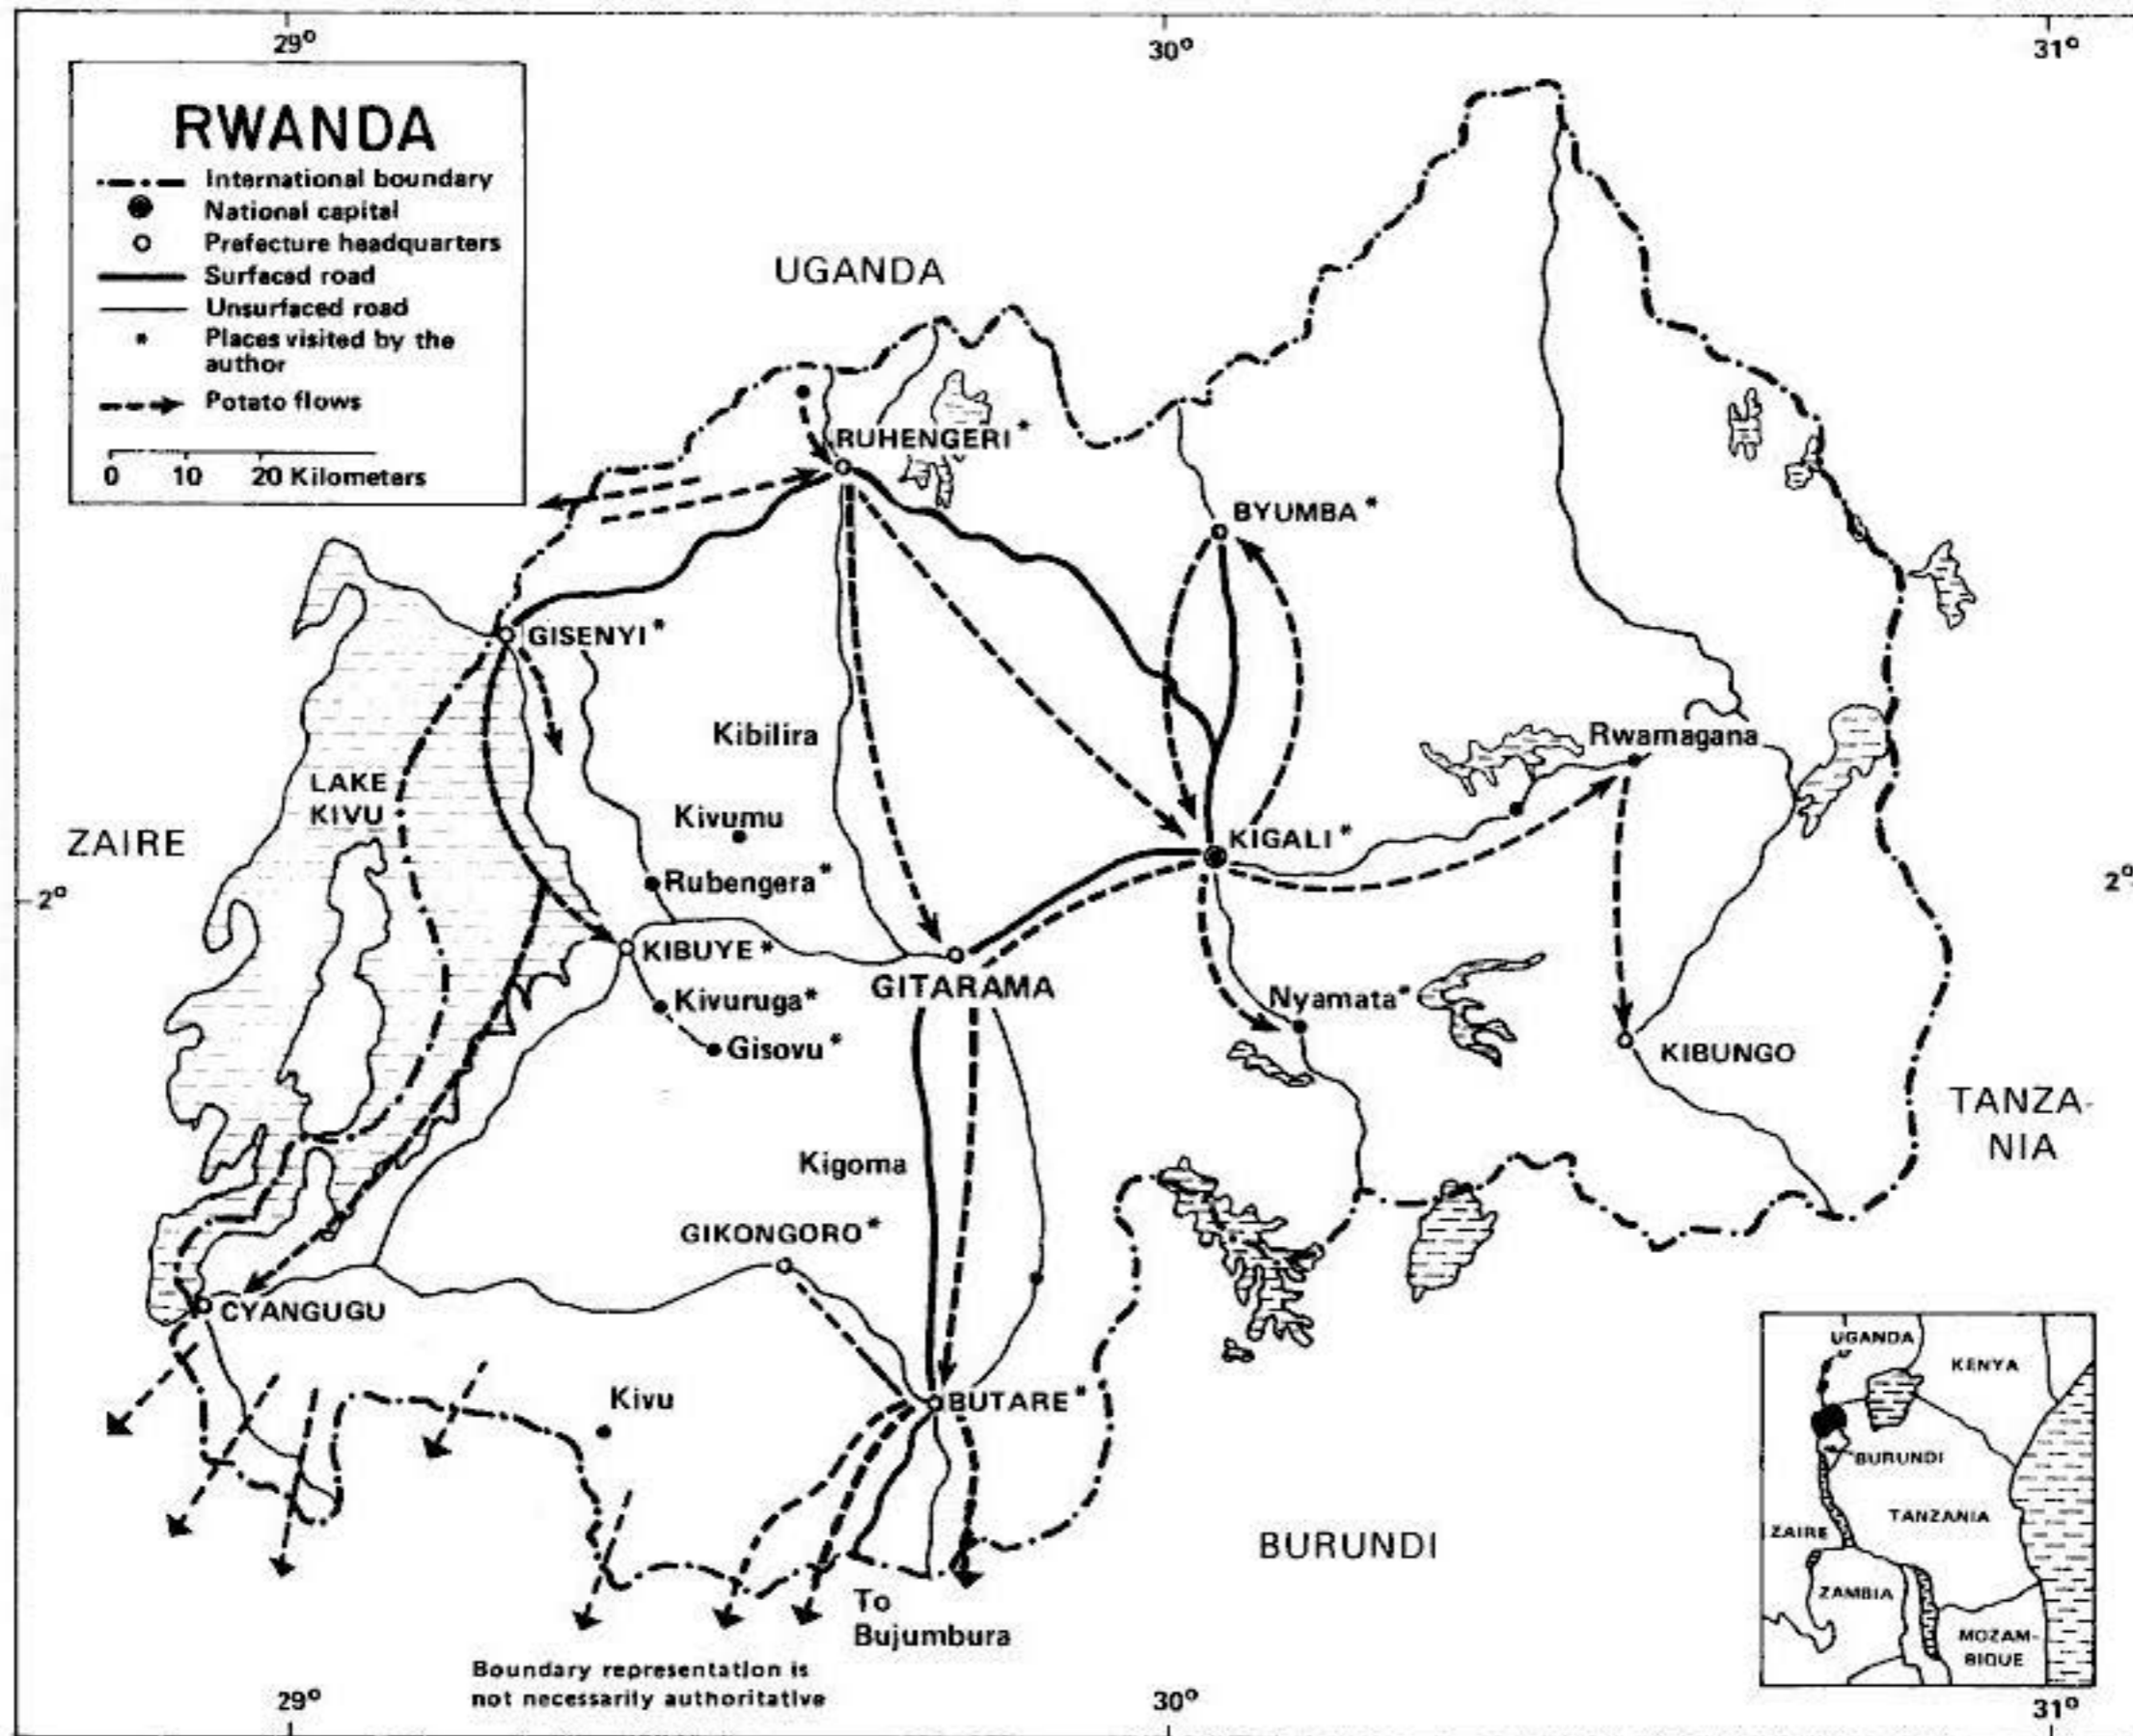 29°
30°
31°
RWANDA
International boundary
National capital
Prefecture headquarters
Surfaced road
Unsurfaced road
* Places visited by the
author
Potato flows
0 10 20 Kilometers
UGANDA
RUHENGERI*
BYUMBA*
GISENYI*
Kibilira
Rwamagana
LAKE
KIVU
Kivumu
ZAIRE
KIGALI*
Rubengera*
2°
2°
KIBUYE*
GITARAMA
Kivuruga*
Nyamata*
Gisovu*
KIBUNGO
TANZA-
NIA
Kigoma
GIKONGORO*
CYANGUGU
Kivu
BUTARE*
BURUNDI
To
Bujumbura
Boundary representation is
not necessarily authoritative
UGANDA
KENYA
BURUNDI
TANZANIA
ZAIRE
ZAMBIA
MOZAM-
BIQUE
29°
30°
31°